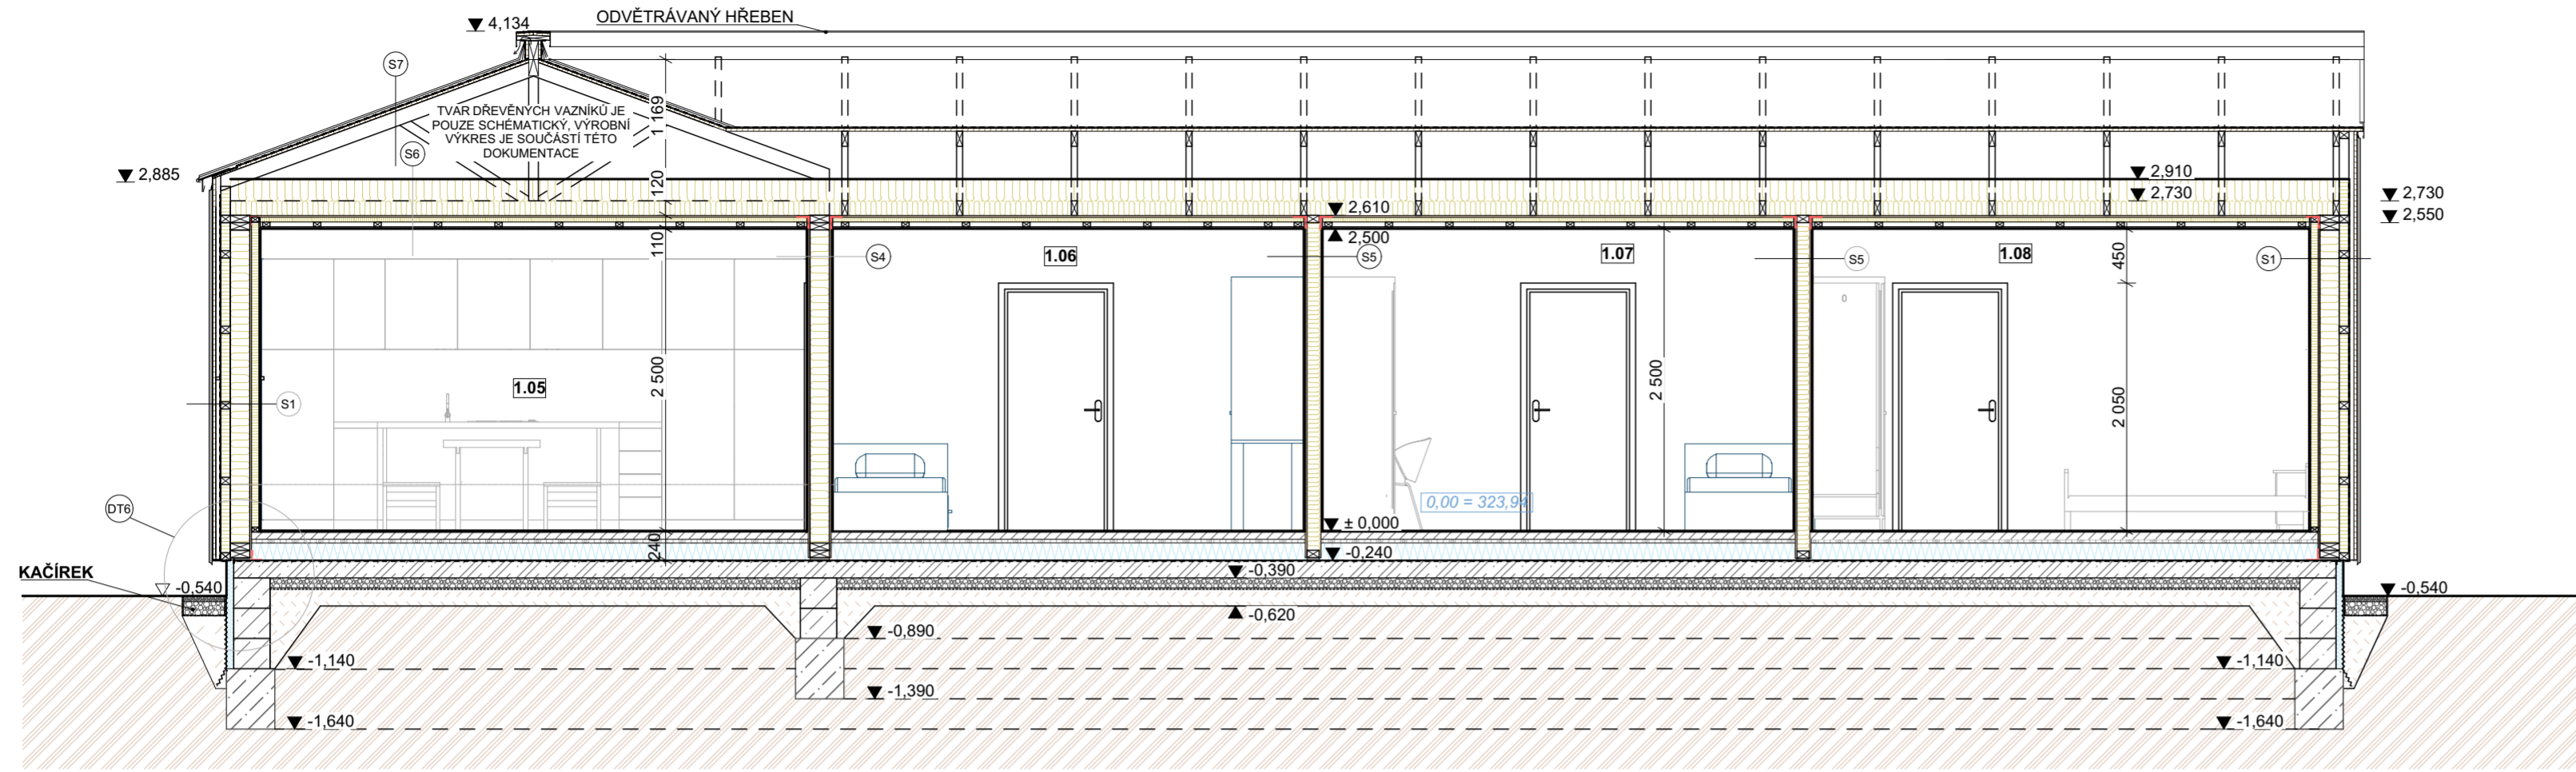 4,134
ODVĚTRÁVANÝ HŘEBEN
S7
1 169
TVAR DŘEVĚNÝCH VAZNÍKŮ JE
POUZE SCHÉMATICKÝ, VÝROBNÍ
VÝKRES JE SOUČÁSTÍ TÉTO
DOKUMENTACE
S6
2,885
120
2,910
2,730
2,730
2,610
2,550
110
2,500
S4
1.06
S5
1.07
S5
1.08
S1
450
1.05
2 500
2 500
2 050
S1
0,00 = 323,94
DT6
± 0,000
240
-0,240
KAČÍREK
-0,390
-0,540
-0,540
-0,620
-0,890
-1,140
-1,140
-1,390
-1,640
-1,640